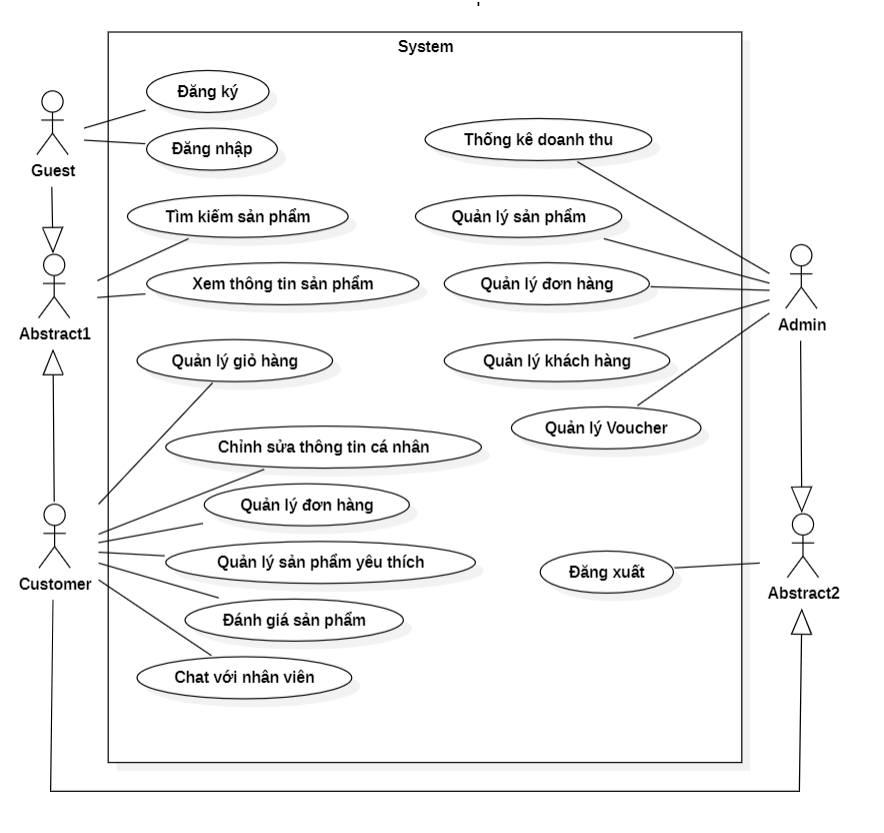 System
Đăng ký
Đăng nhập
Guest
Tìm kiếm sản phẩm
Xem thông tin sản phẩm
Abstract1
Quản lý giỏ hàng
Chỉnh sửa thông tin cá nhân
Quản lý đơn hàng
Quản lý sản phẩm yêu thích
Customer
Đánh giá sản phẩm
Chat với nhân viên
Thống kê doanh thu
Quản lý sản phẩm
Quản lý đơn hàng
Admin
Quản lý khách hàng
Quản lý Voucher
Đăng xuất
Abstract2